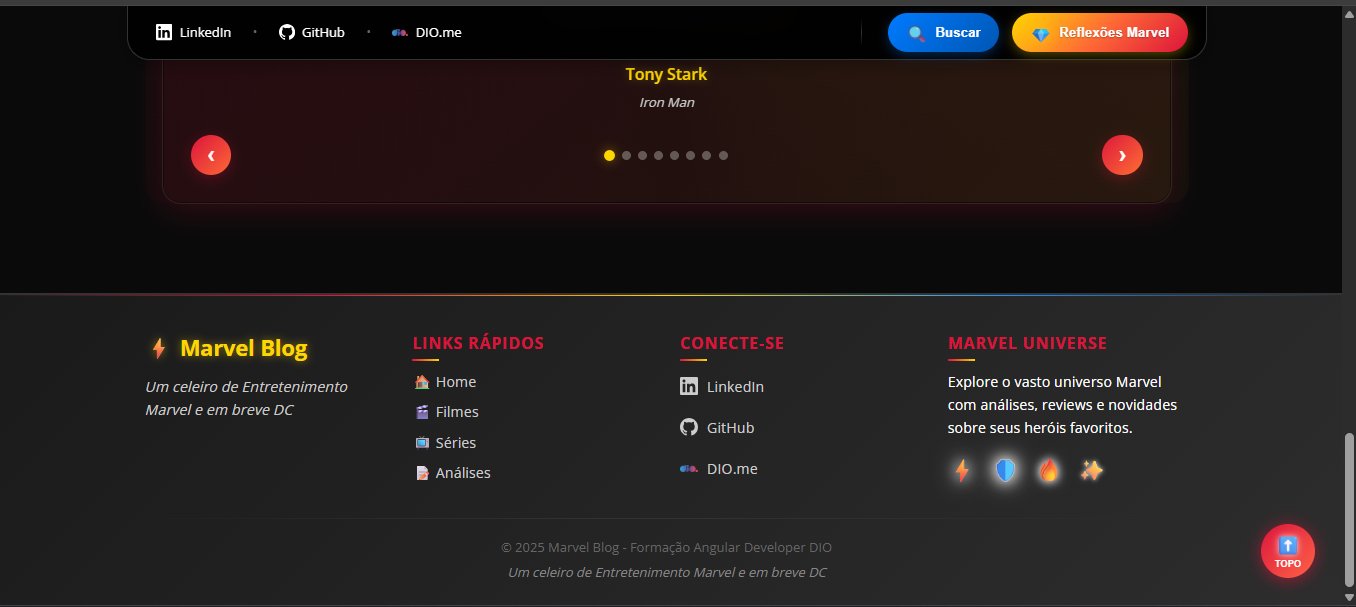 LinkedIn • GitHub • DIO.me Buscar Reflexões Marvel
Tony Stark
Iron Man
‹ ›
Marvel Blog
Um celeiro de Entretenimento
Marvel e em breve DC
LINKS RÁPIDOS
Home
Filmes
Séries
Análises
CONECTE-SE
LinkedIn
GitHub
DIO.me
MARVEL UNIVERSE
Explore o vasto universo Marvel
com análises, reviews e novidades
sobre seus heróis favoritos.
TOPO
© 2025 Marvel Blog - Formação Angular Developer DIO
Um celeiro de Entretenimento Marvel e em breve DC